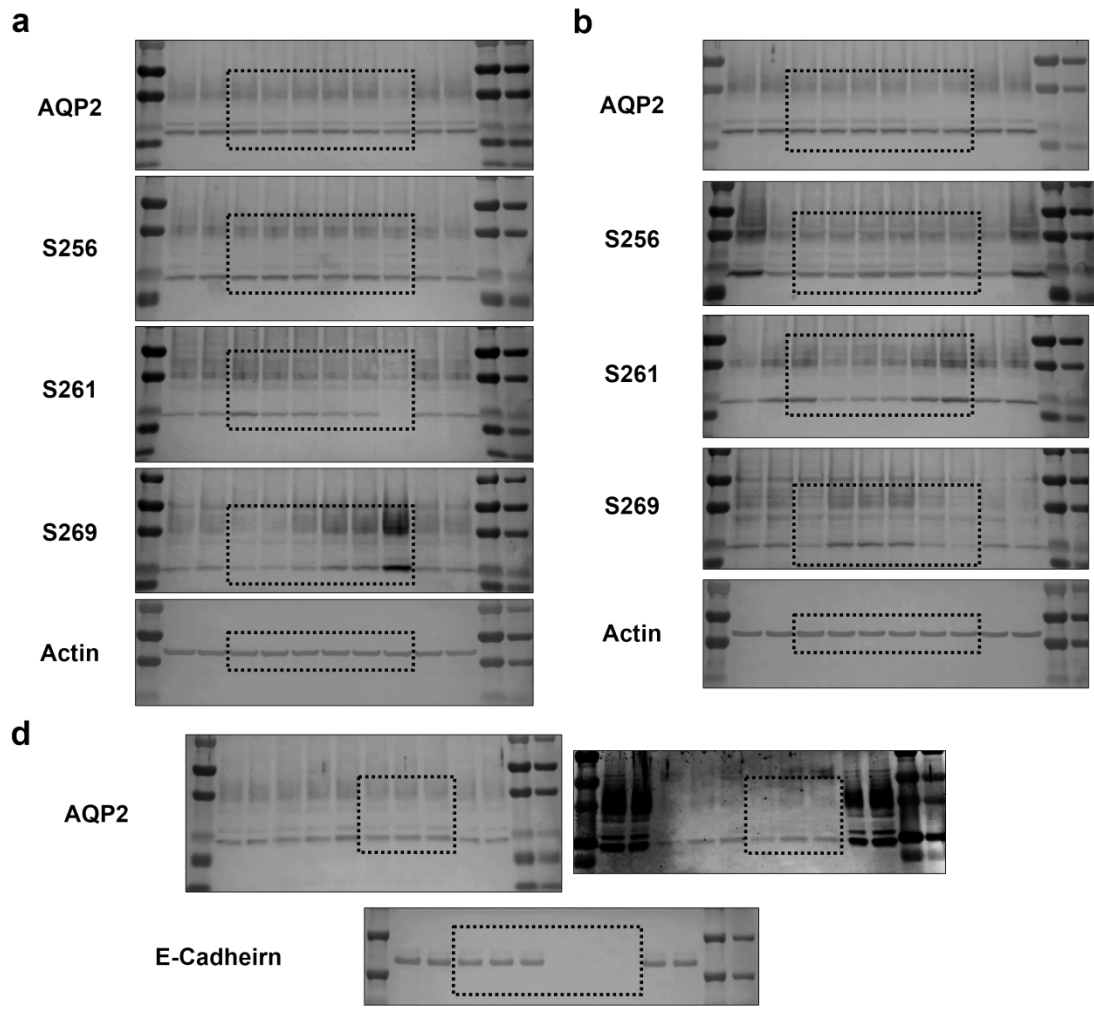 a
AQP2
S256
S261
S269
Actin
b
AQP2
S256
S261
S269
Actin
d
AQP2
E-Cadheirn